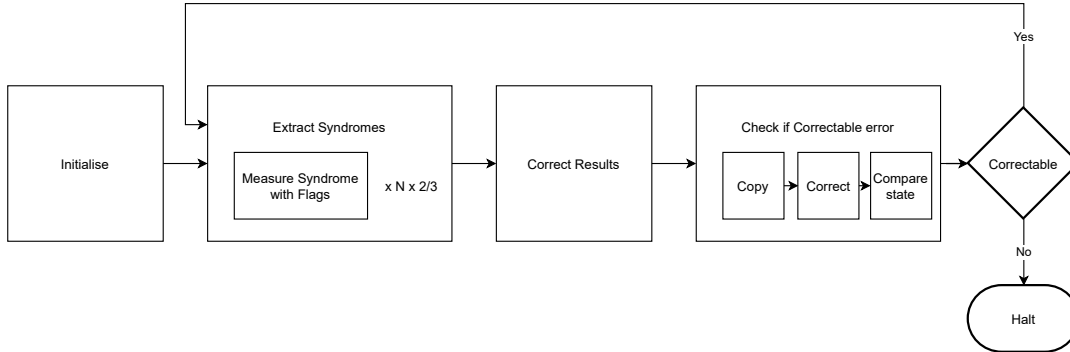 Yes
Extract Syndromes
Check if Correctable error
Initialise
Correct Results
Correctable
Measure Syndrome
with Flags
x N x 2/3
Copy
Correct
Compare
state
No
Halt